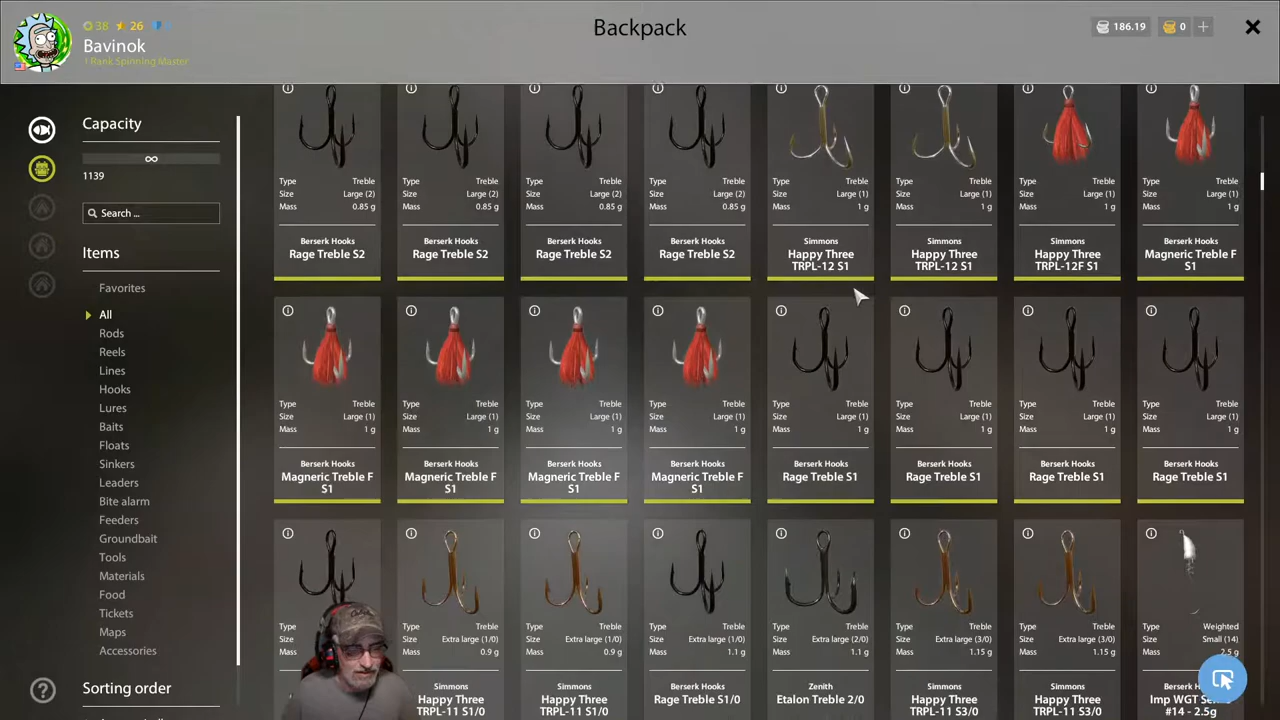 38 26
Bavinok
1 Rank Spinning Master
Backpack
186.19 0 +
Capacity
∞
1139
Search ...
Items
Favorites
All
Rods
Reels
Lines
Hooks
Lures
Baits
Floats
Sinkers
Leaders
Bite alarm
Feeders
Groundbait
Tools
Materials
Food
Tickets
Maps
Accessories
Sorting order
Type Treble
Size Large (2)
Mass 0.85 g
Berserk Hooks
Rage Treble S2
Type Treble
Size Large (2)
Mass 0.85 g
Berserk Hooks
Rage Treble S2
Type Treble
Size Large (2)
Mass 0.85 g
Berserk Hooks
Rage Treble S2
Type Treble
Size Large (2)
Mass 0.85 g
Berserk Hooks
Rage Treble S2
Type Treble
Size Large (1)
Mass 1 g
Simmons
Happy Three
TRPL-12 S1
Type Treble
Size Large (1)
Mass 1 g
Simmons
Happy Three
TRPL-12 S1
Type Treble
Size Large (1)
Mass 1 g
Simmons
Happy Three
TRPL-12F S1
Type Treble
Size Large (1)
Mass 1 g
Berserk Hooks
Magneric Treble F
S1
Type Treble
Size Large (1)
Mass 1 g
Berserk Hooks
Magneric Treble F
S1
Type Treble
Size Large (1)
Mass 1 g
Berserk Hooks
Magneric Treble F
S1
Type Treble
Size Large (1)
Mass 1 g
Berserk Hooks
Magneric Treble F
S1
Type Treble
Size Large (1)
Mass 1 g
Berserk Hooks
Magneric Treble F
S1
Type Treble
Size Large (1)
Mass 1 g
Berserk Hooks
Rage Treble S1
Type Treble
Size Large (1)
Mass 1 g
Berserk Hooks
Rage Treble S1
Type Treble
Size Large (1)
Mass 1 g
Berserk Hooks
Rage Treble S1
Type Treble
Size Large (1)
Mass 1 g
Berserk Hooks
Rage Treble S1
Type
Size
Mass
Type Treble
Size Extra large (1/0)
Mass 0.9 g
Simmons
Happy Three
TRPL-11 S1/0
Type Treble
Size Extra large (1/0)
Mass 0.9 g
Simmons
Happy Three
TRPL-11 S1/0
Type Treble
Size Extra large (1/0)
Mass 1.1 g
Berserk Hooks
Rage Treble S1/0
Type Treble
Size Extra large (2/0)
Mass 1.1 g
Zenith
Etalon Treble 2/0
Type Treble
Size Extra large (3/0)
Mass 1.15 g
Simmons
Happy Three
TRPL-11 S3/0
Type Treble
Size Extra large (3/0)
Mass 1.15 g
Simmons
Happy Three
TRPL-11 S3/0
Type Weighted
Size Small (14)
Mass 2.5 g
Imp WGT
#14 - 2.5g